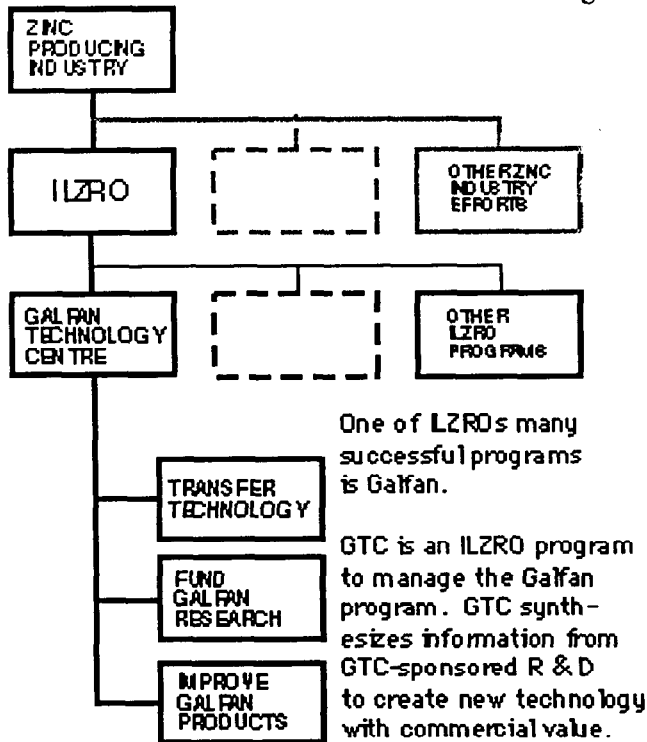 ZINC
PRODUCING
INDUSTRY
ILZRO
OTHER ZINC
INDUSTRY
EFFORTS
GALFAN
TECHNOLOGY
CENTRE
OTHER
ILZRO
PROGRAMS
One of ILZROs many
successful programs
is Galfan.
TRANSFER
TECHNOLOGY
FUND
GALFAN
RESEARCH
IMPROVE
GALFAN
PRODUCTS
GTC is an ILZRO program
to manage the Galfan
program. GTC synth-
esizes information from
GTC-sponsored R & D
to create new technology
with commercial value.